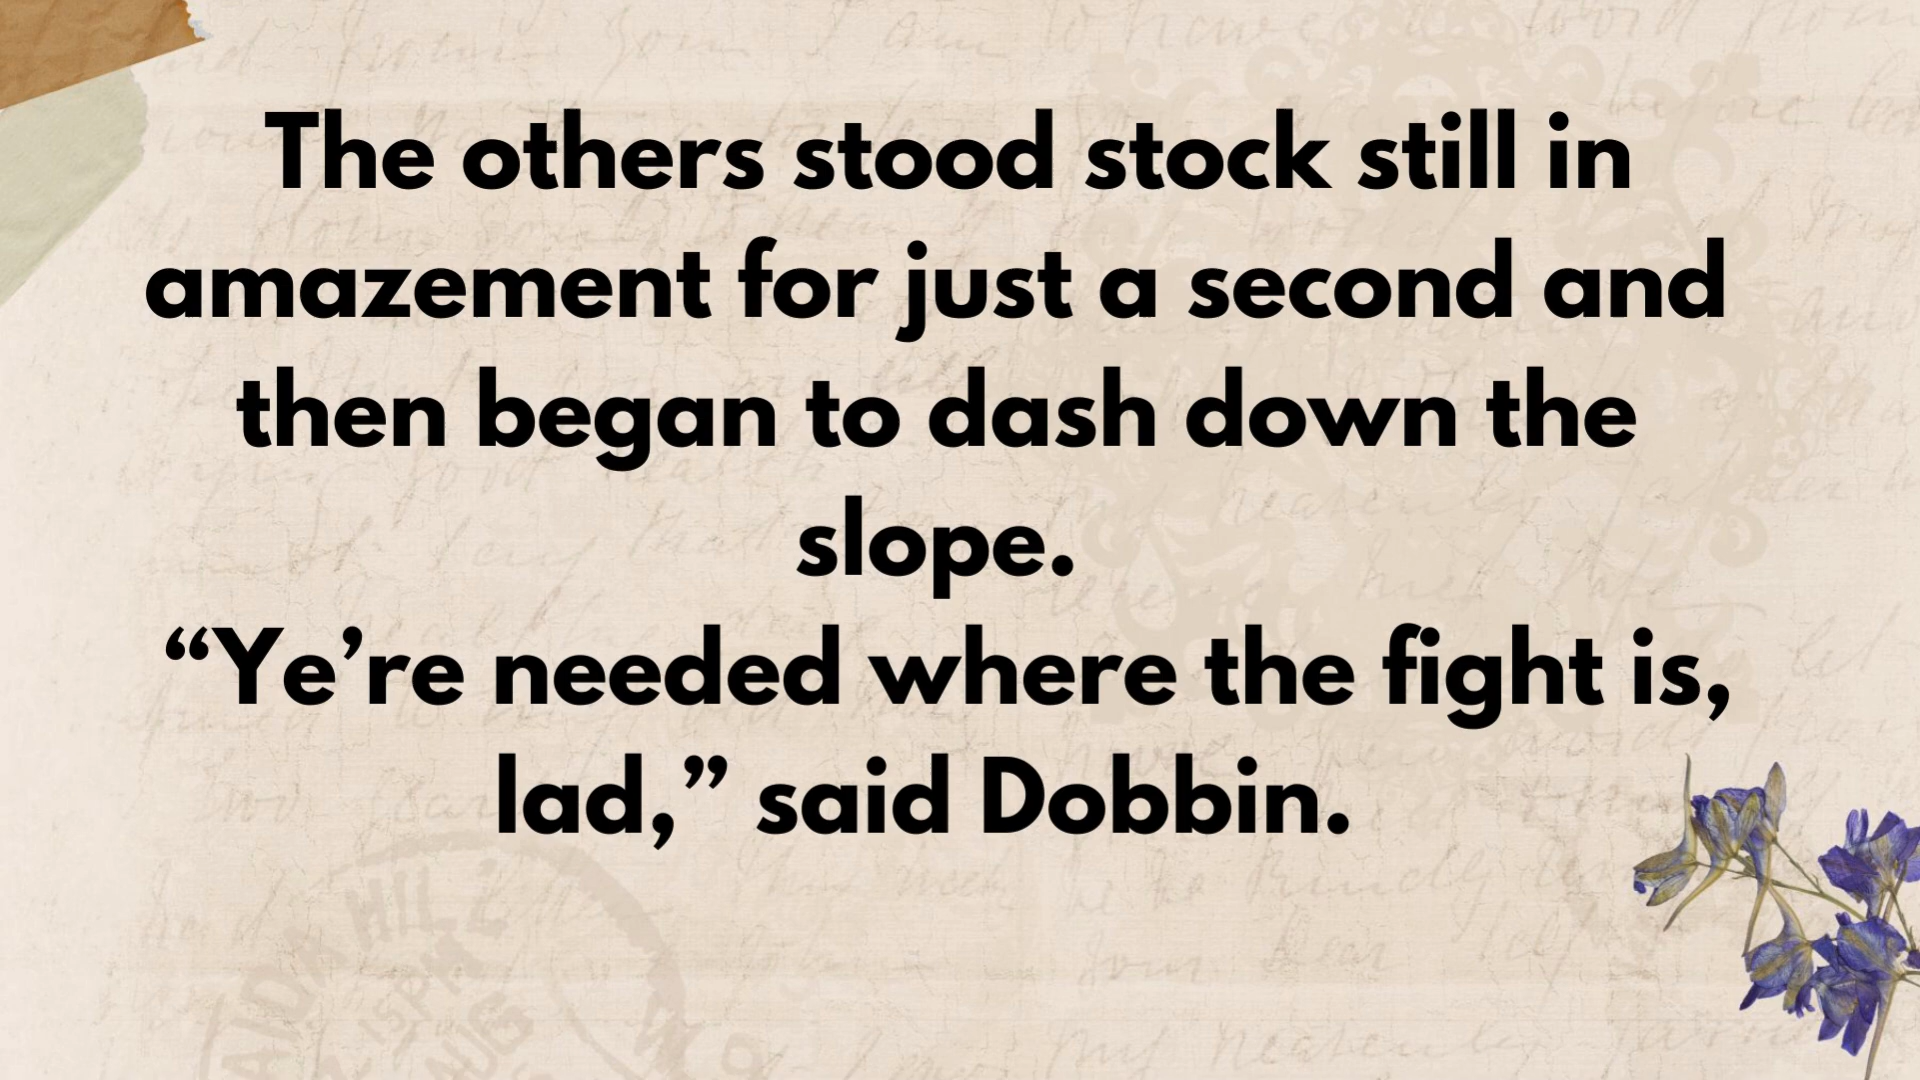 The others stood stock still in
amazement for just a second and
then began to dash down the
slope.
“Ye’re needed where the fight is,
lad,” said Dobbin.